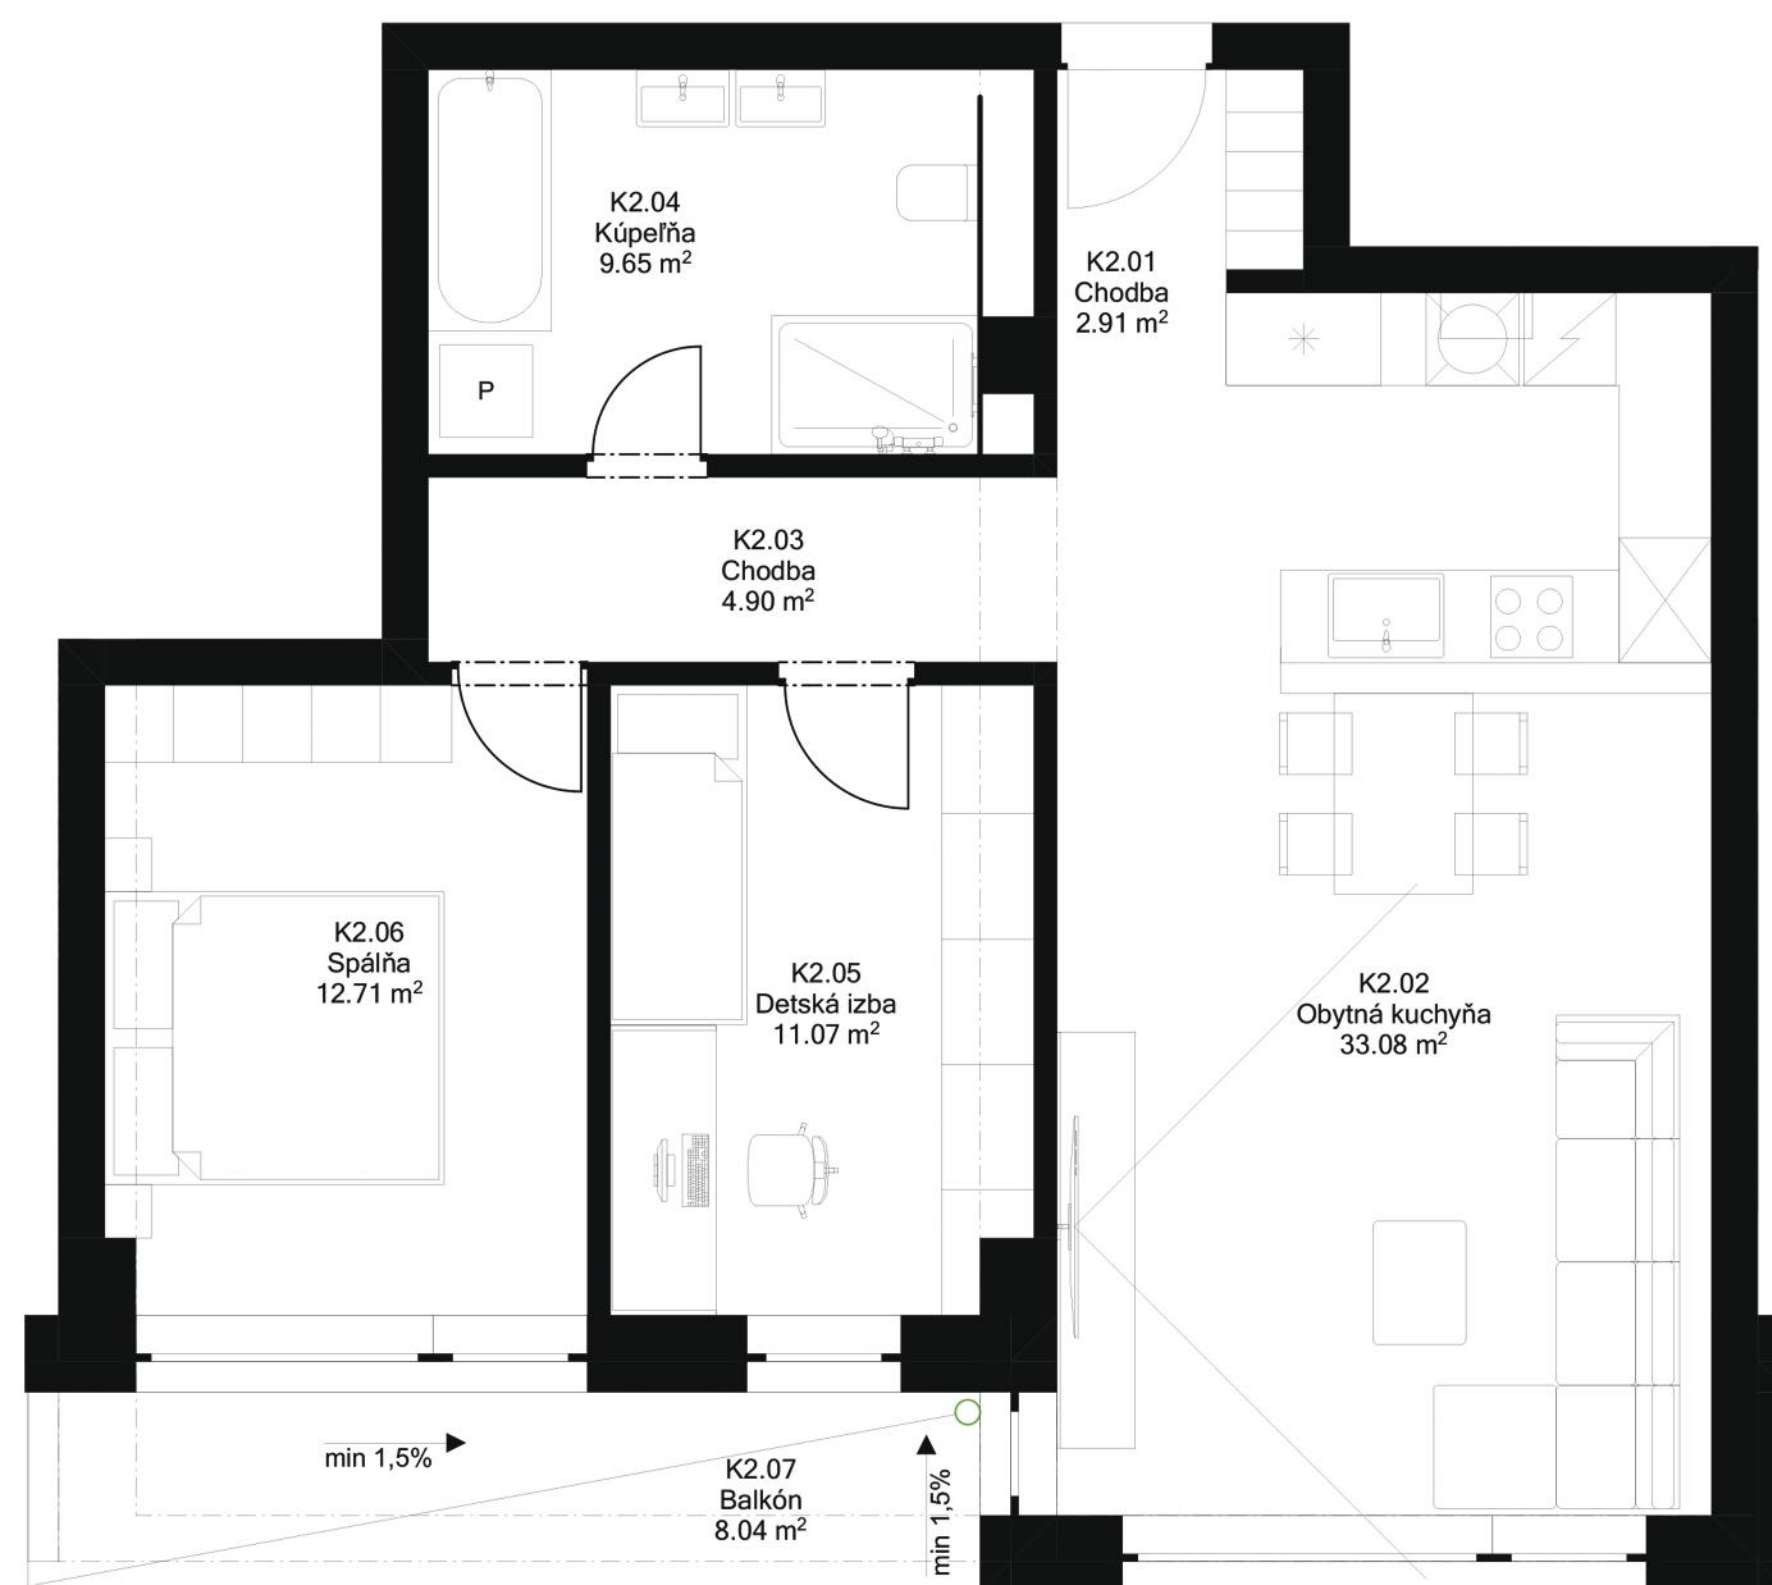 K2.04
Kúpeľňa
9.65 m²
K2.01
Chodba
2.91 m²
P
K2.03
Chodba
4.90 m²
K2.06
Spálňa
12.71 m²
K2.05
Detská izba
11.07 m²
K2.02
Obytná kuchyňa
33.08 m²
min 1,5%
K2.07
Balkón
8.04 m²
min 1,5%